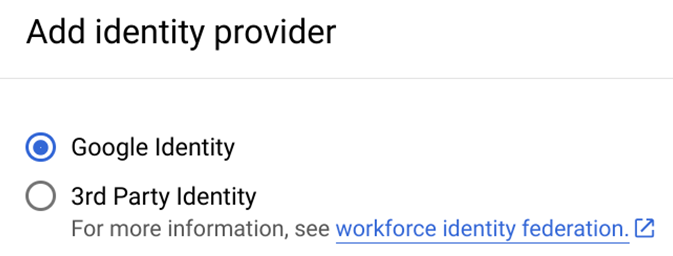 Add identity provider
Google Identity
3rd Party Identity
For more information, see workforce identity federation.